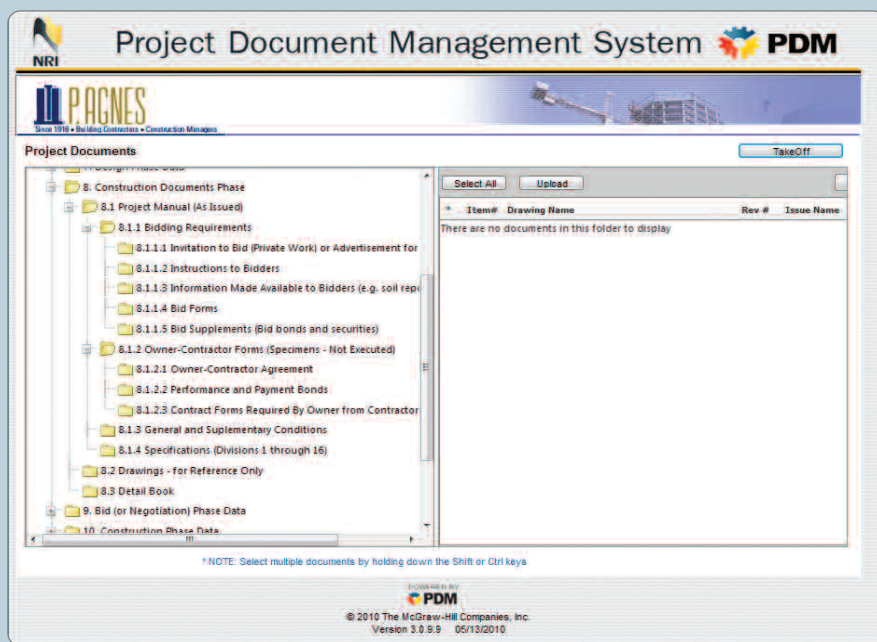 NRI
Project Document Management System
PDM
P.AGNES
Since 1918 • Building Contractors • Construction Managers
Project Documents
TakeOff
8. Construction Documents Phase
8.1 Project Manual (As Issued)
8.1.1 Bidding Requirements
8.1.1.1 Invitation to Bid (Private Work) or Advertisement for
8.1.1.2 Instructions to Bidders
8.1.1.3 Information Made Available to Bidders (e.g. soil repo
8.1.1.4 Bid Forms
8.1.1.5 Bid Supplements (Bid bonds and securities)
8.1.2 Owner-Contractor Forms (Specimens - Not Executed)
8.1.2.1 Owner-Contractor Agreement
8.1.2.2 Performance and Payment Bonds
8.1.2.3 Contract Forms Required By Owner from Contractor
8.1.3 General and Suplementary Conditions
8.1.4 Specifications (Divisions 1 through 16)
8.2 Drawings - for Reference Only
8.3 Detail Book
9. Bid (or Negotiation) Phase Data
10. Construction Phase Data
Select All Upload
* Item# Drawing Name Rev # Issue Name
There are no documents in this folder to display
* NOTE: Select multiple documents by holding down the Shift or Ctrl keys
POWERED BY
PDM
© 2010 The McGraw-Hill Companies, Inc.
Version 3.0.9.9 05/13/2010